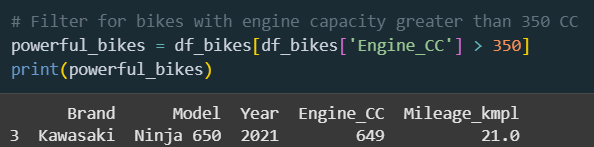 # Filter for bikes with engine capacity greater than 350 CC
powerful_bikes = df_bikes[df_bikes['Engine_CC'] > 350]
print(powerful_bikes)
Brand Model Year Engine_CC Mileage_kmpl
3 Kawasaki Ninja 650 2021 649 21.0